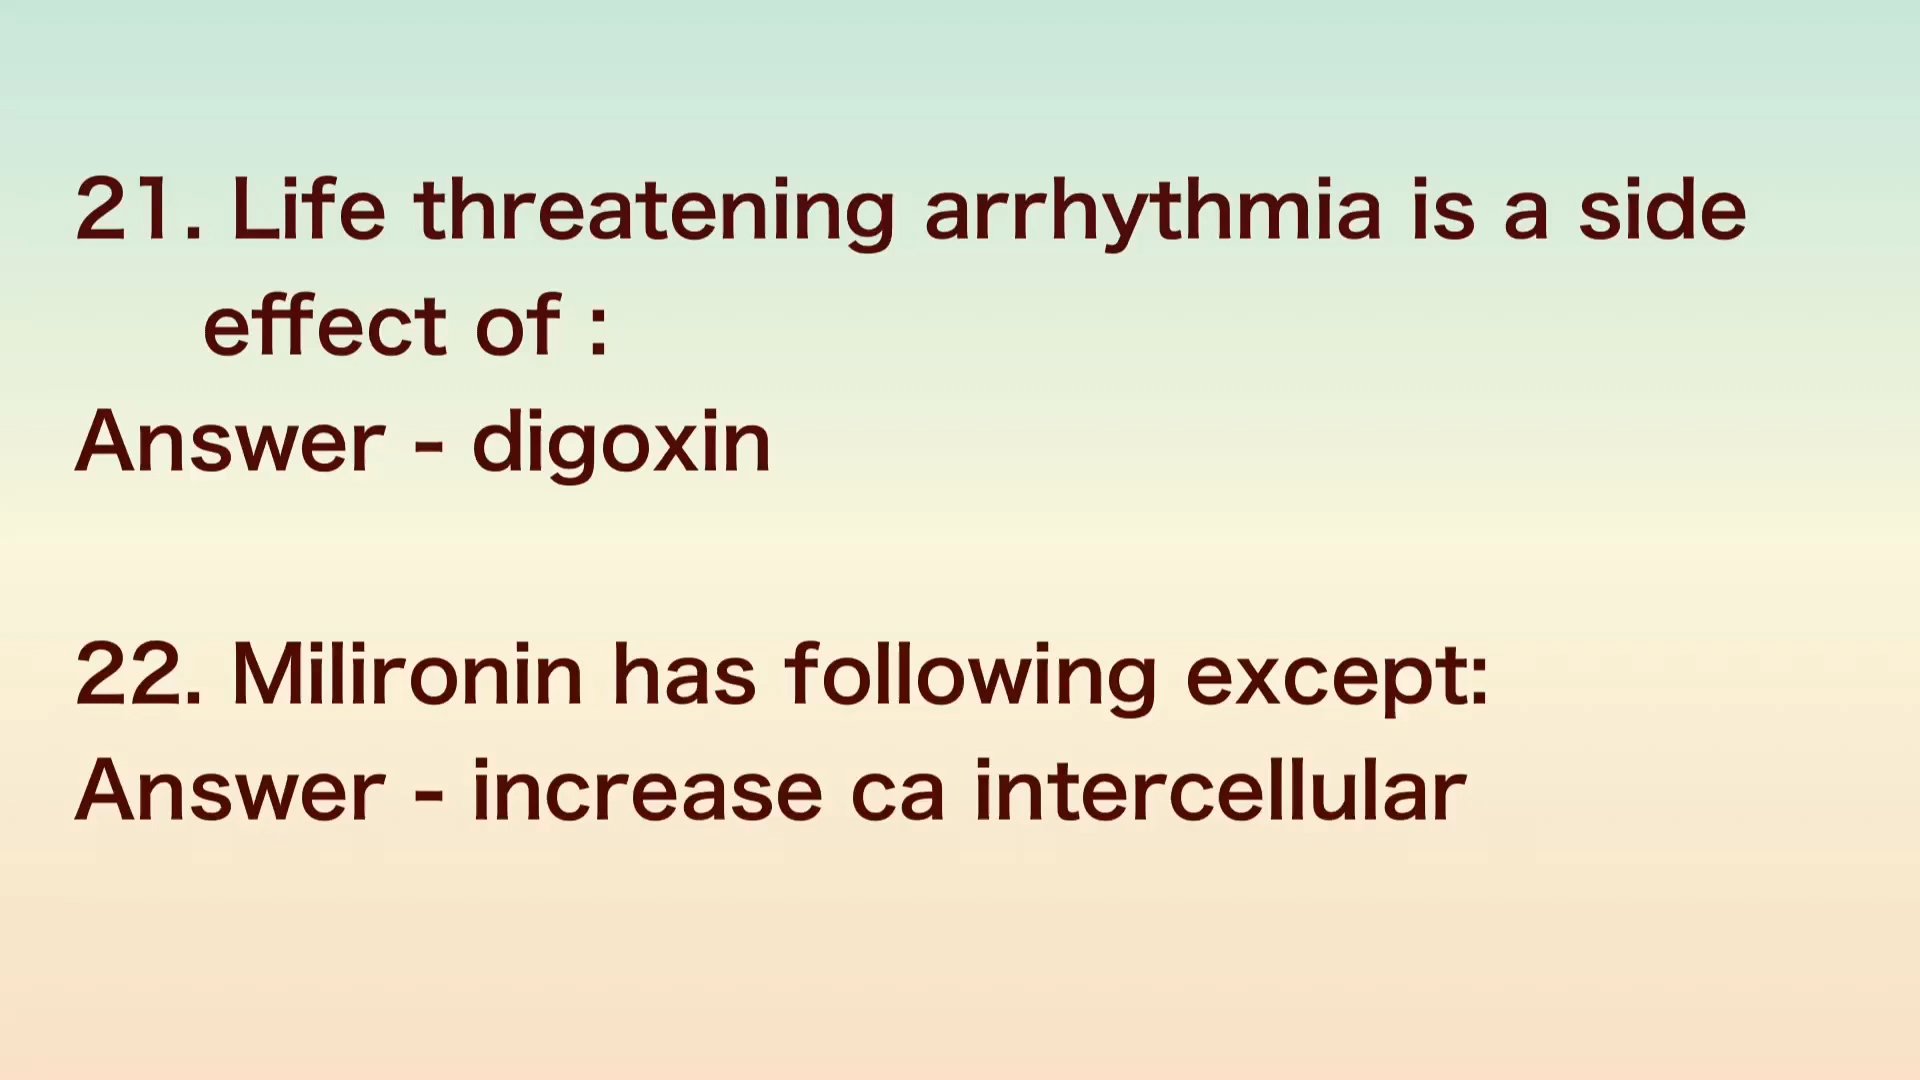 21. Life threatening arrhythmia is a side
effect of :
Answer - digoxin
22. Milironin has following except:
Answer - increase ca intercellular